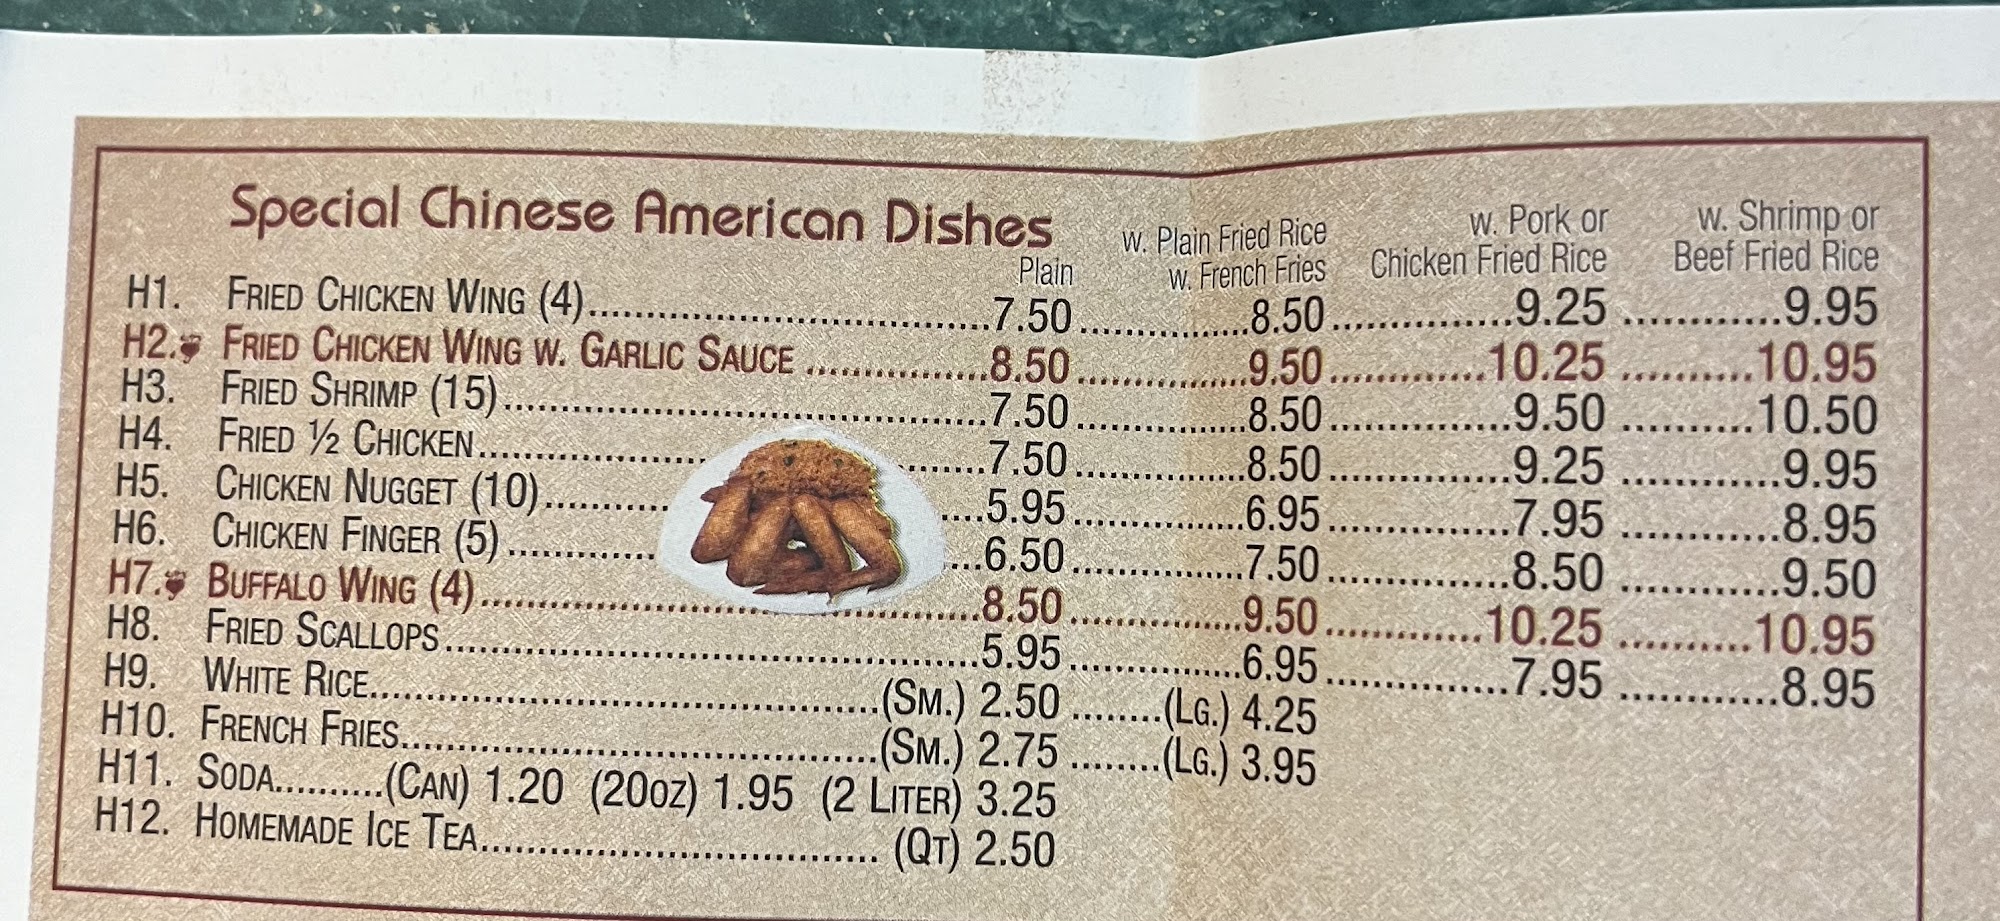 Special Chinese American Dishes
Plain
w. Plain Fried Rice
w. French Fries
w. Pork or
Chicken Fried Rice
w. Shrimp or
Beef Fried Rice
H1. FRIED CHICKEN WING (4)..............................7.50...............8.50...............9.25............9.95
H2. FRIED CHICKEN WING W. GARLIC SAUCE................8.50...............9.50.............10.25..........10.95
H3. FRIED SHRIMP (15)..............................7.50...............8.50...............9.50..........10.50
H4. FRIED ½ CHICKEN..............................7.50...............8.50...............9.25............9.95
H5. CHICKEN NUGGET (10)...............5.95...............6.95...............7.95............8.95
H6. CHICKEN FINGER (5)................6.50...............7.50...............8.50............9.50
H7. BUFFALO WING (4)..............................8.50...............9.50.............10.25..........10.95
H8. FRIED SCALLOPS..............................5.95...............6.95...............7.95............8.95
H9. WHITE RICE..............................(SM.) 2.50........(LG.) 4.25
H10. FRENCH FRIES..............................(SM.) 2.75........(LG.) 3.95
H11. SODA..........(CAN) 1.20 (20OZ) 1.95 (2 LITER) 3.25
H12. HOMEMADE ICE TEA..............................(QT) 2.50